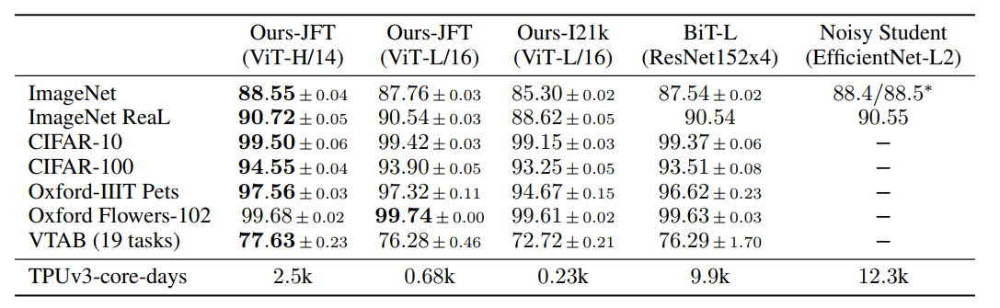 Ours-JFT Ours-JFT Ours-I21k BiT-L Noisy Student
(ViT-H/14) (ViT-L/16) (ViT-L/16) (ResNet152x4) (EfficientNet-L2)
ImageNet 88.55 ± 0.04 87.76 ± 0.03 85.30 ± 0.02 87.54 ± 0.02 88.4/88.5*
ImageNet ReaL 90.72 ± 0.05 90.54 ± 0.03 88.62 ± 0.05 90.54 90.55
CIFAR-10 99.50 ± 0.06 99.42 ± 0.03 99.15 ± 0.03 99.37 ± 0.06 −
CIFAR-100 94.55 ± 0.04 93.90 ± 0.05 93.25 ± 0.05 93.51 ± 0.08 −
Oxford-IIIT Pets 97.56 ± 0.03 97.32 ± 0.11 94.67 ± 0.15 96.62 ± 0.23 −
Oxford Flowers-102 99.68 ± 0.02 99.74 ± 0.00 99.61 ± 0.02 99.63 ± 0.03 −
VTAB (19 tasks) 77.63 ± 0.23 76.28 ± 0.46 72.72 ± 0.21 76.29 ± 1.70 −
TPUv3-core-days 2.5k 0.68k 0.23k 9.9k 12.3k